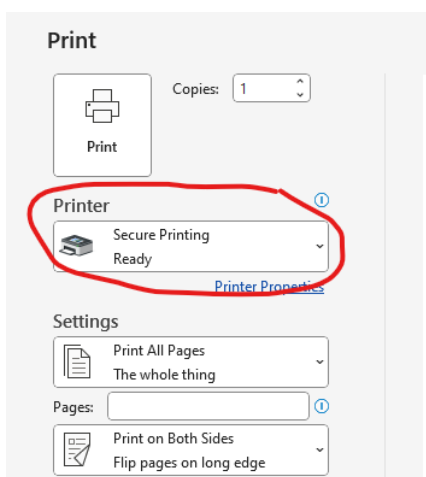 Print
Copies: 1
Print
Printer
Secure Printing
Ready
Printer Properties
Settings
Print All Pages
The whole thing
Pages:
Print on Both Sides
Flip pages on long edge